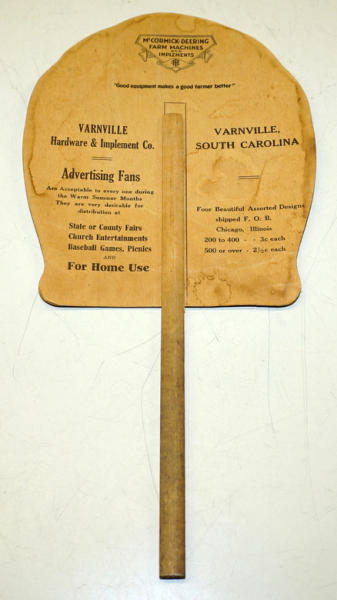 McCORMICK-DEERING
FARM MACHINES
AND
IMPLEMENTS
"Good equipment makes a good farmer better"
VARNVILLE
Hardware & Implement Co.
Advertising Fans
Are Acceptable to every one during
the Warm Summer Months
They are very desirable for
distribution at
State or County Fairs
Church Entertainments
Baseball Games, Picnics
AND
For Home Use
VARNVILLE,
SOUTH CAROLINA
Four Beautiful Assorted Designs
shipped F. O. B.
Chicago, Illinois
200 to 400 - - 3c each
500 or over - 2½c each